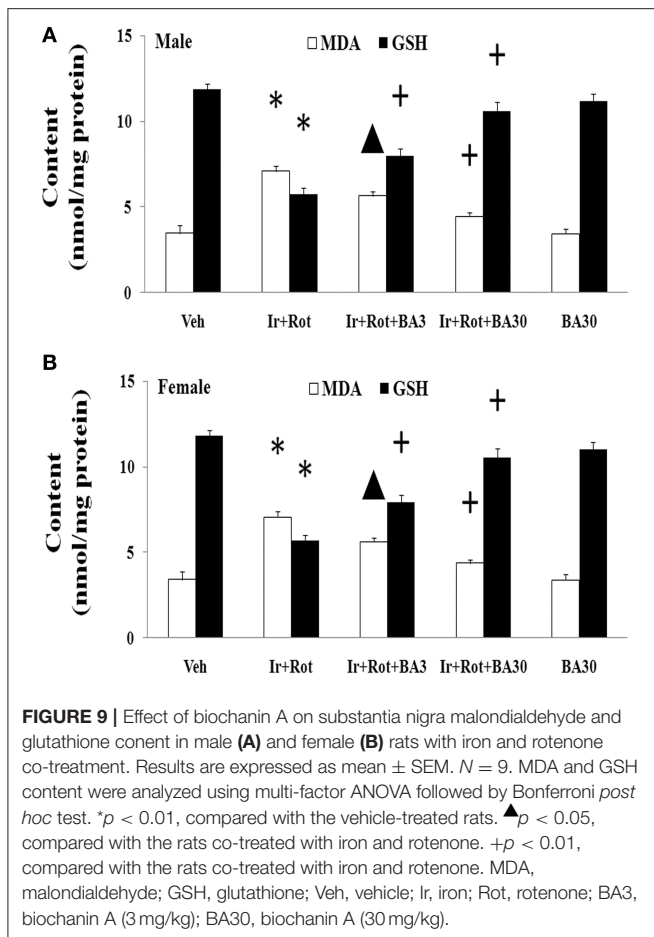 A
15
Male
MDA
GSH
10
5
0
Content
(nmol/mg protein)
* * ▲ + + +
Veh Ir+Rot Ir+Rot+BA3 Ir+Rot+BA30 BA30
B
15
Female
MDA
GSH
10
5
0
Content
(nmol/mg protein)
* * ▲ + + +
Veh Ir+Rot Ir+Rot+BA3 Ir+Rot+BA30 BA30
FIGURE 9 | Effect of biochanin A on substantia nigra malondialdehyde and
glutathione conent in male (A) and female (B) rats with iron and rotenone
co-treatment. Results are expressed as mean ± SEM. N = 9. MDA and GSH
content were analyzed using multi-factor ANOVA followed by Bonferroni post
hoc test. *p < 0.01, compared with the vehicle-treated rats. ▲p < 0.05,
compared with the rats co-treated with iron and rotenone. +p < 0.01,
compared with the rats co-treated with iron and rotenone. MDA,
malondialdehyde; GSH, glutathione; Veh, vehicle; Ir, iron; Rot, rotenone; BA3,
biochanin A (3 mg/kg); BA30, biochanin A (30 mg/kg).